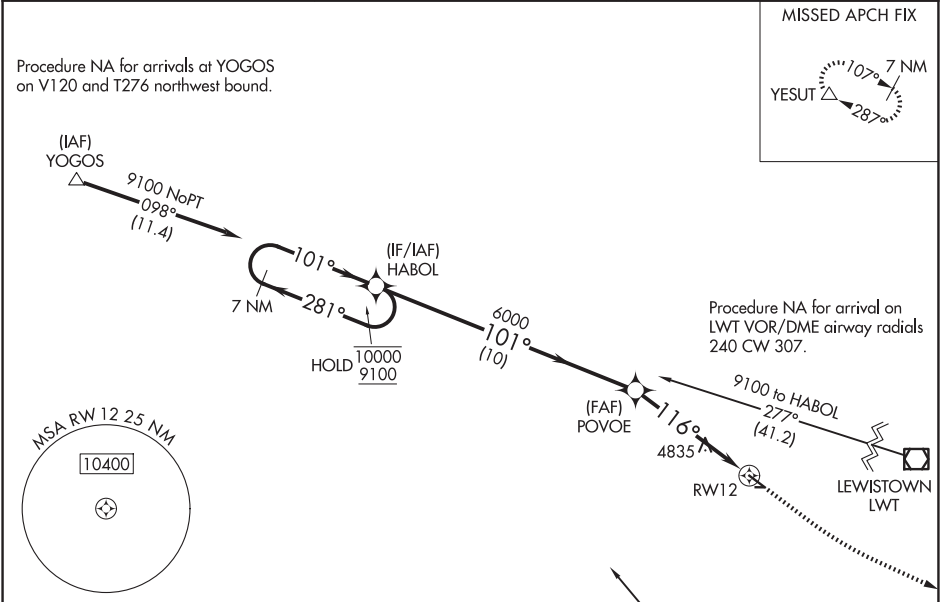 MISSED APCH FIX
107°
7 NM
YESUT
287°
Procedure NA for arrivals at YOGOS
on V120 and T276 northwest bound.
(IAF)
YOGOS
9100 NoPT
098°
(11.4)
101°
(IF/IAF)
HABOL
7 NM
281°
HOLD
10000
9100
6000
101°
(10)
Procedure NA for arrival on
LWT VOR/DME airway radials
240 CW 307.
9100 to HABOL
277°
(41.2)
(FAF)
POVOE
116°
4835
RW12
LEWISTOWN
LWT
MSA RW 12 25 NM
10400